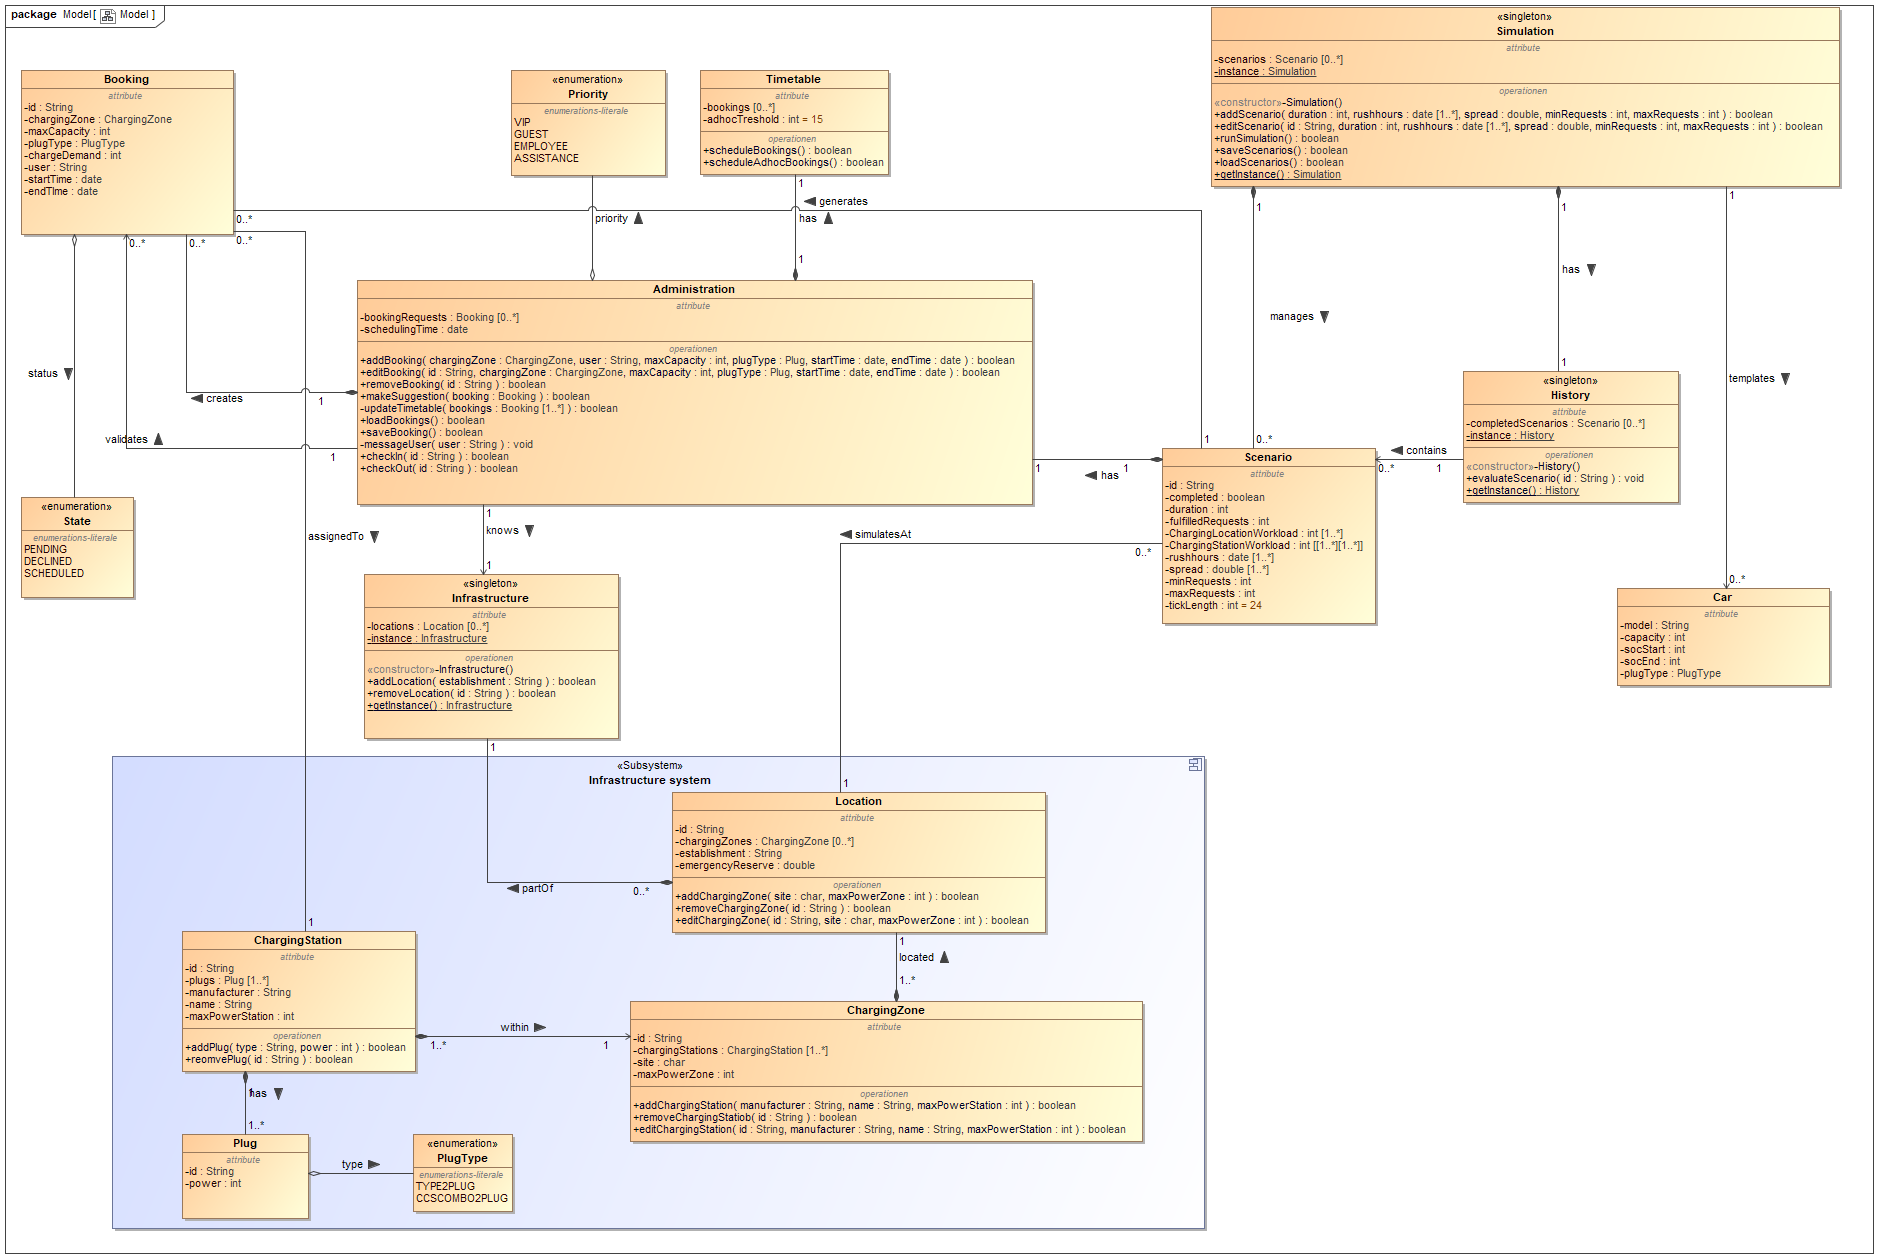 package Model[ Model ]
Booking
attribute
-id : String
-chargingZone : ChargingZone
-maxCapacity : int
-plugType : PlugType
-chargeDemand : int
-user : String
-startTime : date
-endTIme : date
«enumeration»
Priority
enumerations-literale
VIP
GUEST
EMPLOYEE
ASSISTANCE
Timetable
attribute
-bookings [0..*]
-adhocTreshold : int = 15
operationen
+scheduleBookings() : boolean
+scheduleAdhocBookings() : boolean
«singleton»
Simulation
attribute
-scenarios : Scenario [0..*]
-instance : Simulation
operationen
«constructor»-Simulation()
+addScenario( duration : int, rushhours : date [1..*], spread : double, minRequests : int, maxRequests : int ) : boolean
+editScenario( id : String, duration : int, rushhours : date [1..*], spread : double, minRequests : int, maxRequests : int ) : boolean
+runSimulation() : boolean
+saveScenarios() : boolean
+loadScenarios() : boolean
+getInstance() : Simulation
0..*
0..*
0..*
0..*
priority
1
has
1
generates
1
1
1
manages
has
templates
0..*
1
0..*
Administration
attribute
-bookingRequests : Booking [0..*]
-schedulingTime : date
operationen
+addBooking( chargingZone : ChargingZone, user : String, maxCapacity : int, plugType : Plug, startTime : date, endTime : date ) : boolean
+editBooking( id : String, chargingZone : ChargingZone, maxCapacity : int, plugType : Plug, startTime : date, endTime : date ) : boolean
+removeBooking( id : String ) : boolean
+makeSuggestion( booking : Booking ) : boolean
-updateTimetable( bookings : Booking [1..*] ) : boolean
+loadBookings() : boolean
+saveBooking() : boolean
-messageUser( user : String ) : void
+checkIn( id : String ) : boolean
+checkOut( id : String ) : boolean
status
creates
1
validates
1
«singleton»
History
attribute
-completedScenarios : Scenario [0..*]
-instance : History
operationen
«constructor»-History()
+evaluateScenario( id : String ) : void
+getInstance() : History
contains
0..*
1
1
has
1
1
Scenario
attribute
-id : String
-completed : boolean
-duration : int
-fulfilledRequests : int
-ChargingLocationWorkload : int [1..*]
-ChargingStationWorkload : int [[1..*][1..*]]
-rushhours : date [1..*]
-spread : double [1..*]
-minRequests : int
-maxRequests : int
-tickLength : int = 24
«enumeration»
State
enumerations-literale
PENDING
DECLINED
SCHEDULED
assignedTo
1
knows
1
simulatesAt
0..*
1
«singleton»
Infrastructure
attribute
-locations : Location [0..*]
-instance : Infrastructure
operationen
«constructor»-Infrastructure()
+addLocation( establishment : String ) : boolean
+removeLocation( id : String ) : boolean
+getInstance() : Infrastructure
Car
attribute
-model : String
-capacity : int
-socStart : int
-socEnd : int
-plugType : PlugType
1
«Subsystem»
Infrastructure system
Location
attribute
-id : String
-chargingZones : ChargingZone [0..*]
-establishment : String
-emergencyReserve : double
operationen
+addChargingZone( site : char, maxPowerZone : int ) : boolean
+removeChargingZone( id : String ) : boolean
+editChargingZone( id : String, site : char, maxPowerZone : int ) : boolean
partOf
0..*
1
located
1..*
1
ChargingStation
attribute
-id : String
-plugs : Plug [1..*]
-manufacturer : String
-name : String
-maxPowerStation : int
operationen
+addPlug( type : String, power : int ) : boolean
+reomvePlug( id : String ) : boolean
within
1..*
1
ChargingZone
attribute
-id : String
-chargingStations : ChargingStation [1..*]
-site : char
-maxPowerZone : int
operationen
+addChargingStation( manufacturer : String, name : String, maxPowerStation : int ) : boolean
+removeChargingStatiob( id : String ) : boolean
+editChargingStation( id : String, manufacturer : String, name : String, maxPowerStation : int ) : boolean
1
has
1..*
Plug
attribute
-id : String
-power : int
type
«enumeration»
PlugType
enumerations-literale
TYPE2PLUG
CCSCOMBO2PLUG